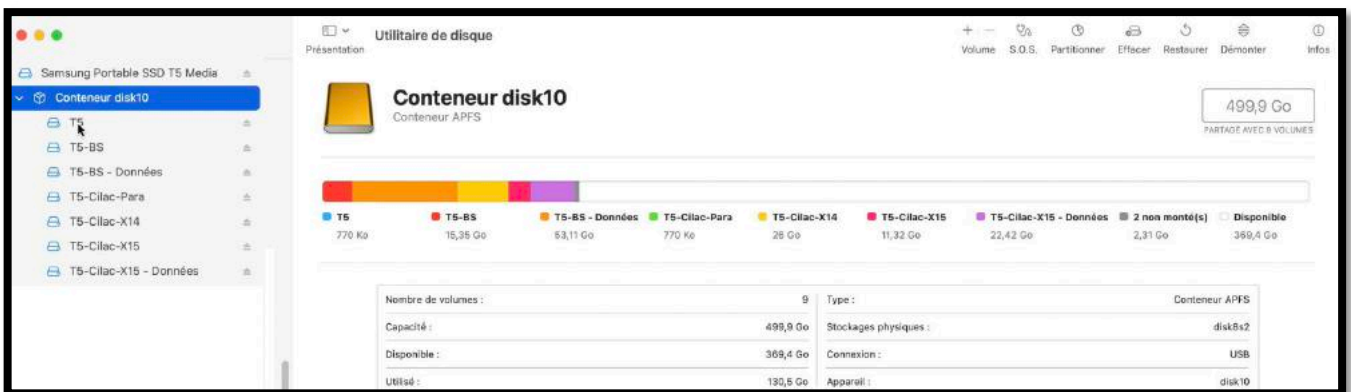 Utilitaire de disque
Présentation
Volume S.O.S. Partitionner Effacer Restaurer Démonter Infos
Samsung Portable SSD T5 Media
Conteneur disk10
T5
T5-BS
T5-BS - Données
T5-Cilac-Para
T5-Cilac-X14
T5-Cilac-X15
T5-Cilac-X15 - Données
Conteneur disk10
Conteneur APFS
499,9 Go
PARTAGÉ AVEC 9 VOLUMES
T5 T5-BS T5-BS - Données T5-Cilac-Para T5-Cilac-X14 T5-Cilac-X15 T5-Cilac-X15 - Données 2 non monté(s) Disponible
770 Ko 15,35 Go 53,11 Go 770 Ko 26 Go 11,32 Go 22,42 Go 2,31 Go 369,4 Go
Nombre de volumes : 9 Type : Conteneur APFS
Capacité : 499,9 Go Stockages physiques : disk8s2
Disponible : 369,4 Go Connexion : USB
Utilisé : 130,5 Go Appareil : disk10